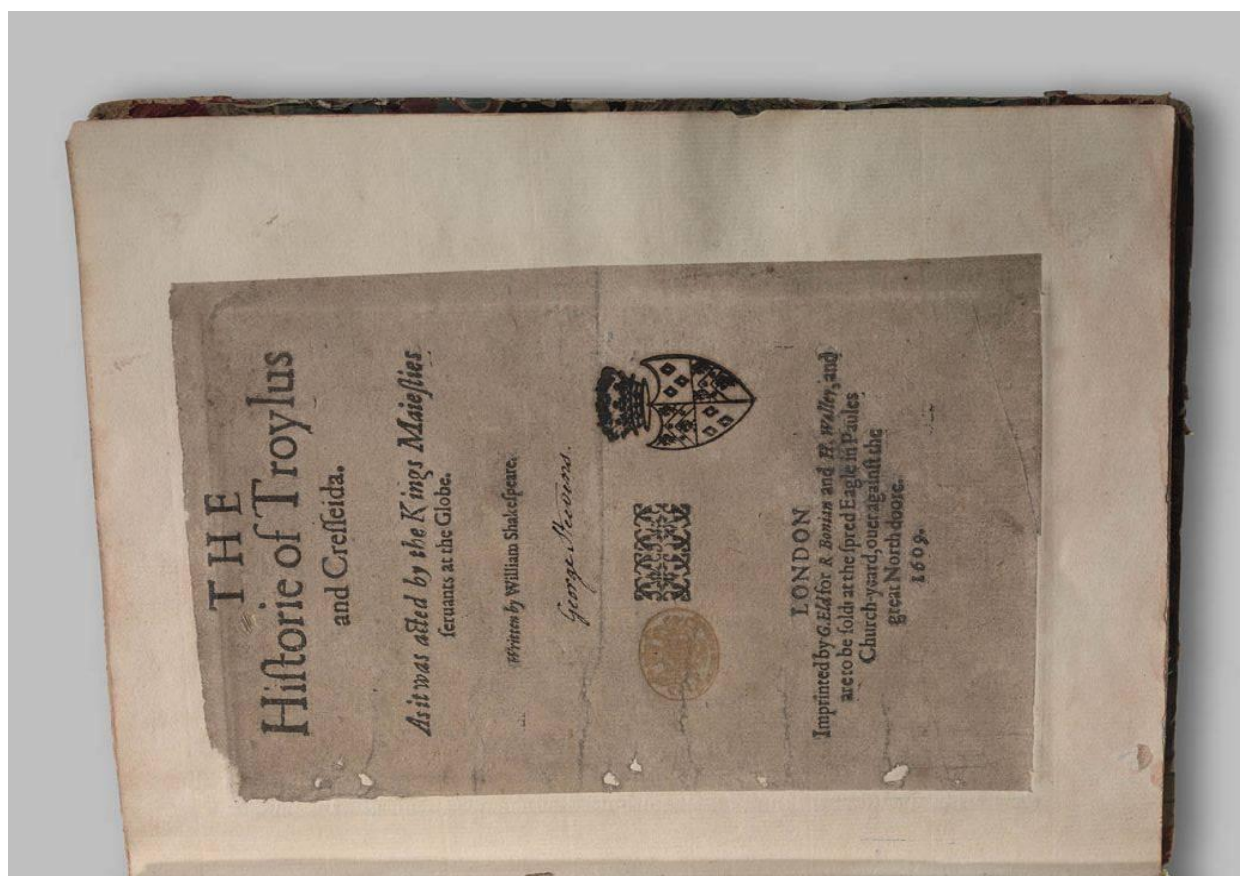 THE
Hiſtorie of Troylus
and Creſſeida.
As it was acted by the Kings Maieſties
ſeruants at the Globe.
Written by William Shakeſpeare.
George Steevens.
LONDON
Imprinted by G. Eld for R Bonian and H. Walley, and
are to be ſold at the ſpred Eagle in Paules
Church-yeard, ouer againſt the
great North doore.
1609.